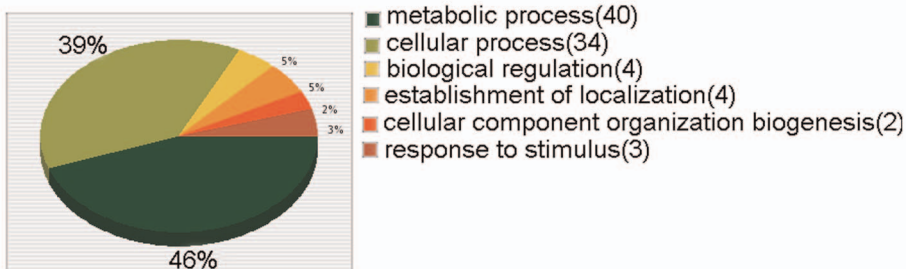 metabolic process(40)
39%
cellular process(34)
5%
biological regulation(4)
5%
establishment of localization(4)
2%
cellular component organization biogenesis(2)
3%
response to stimulus(3)
46%